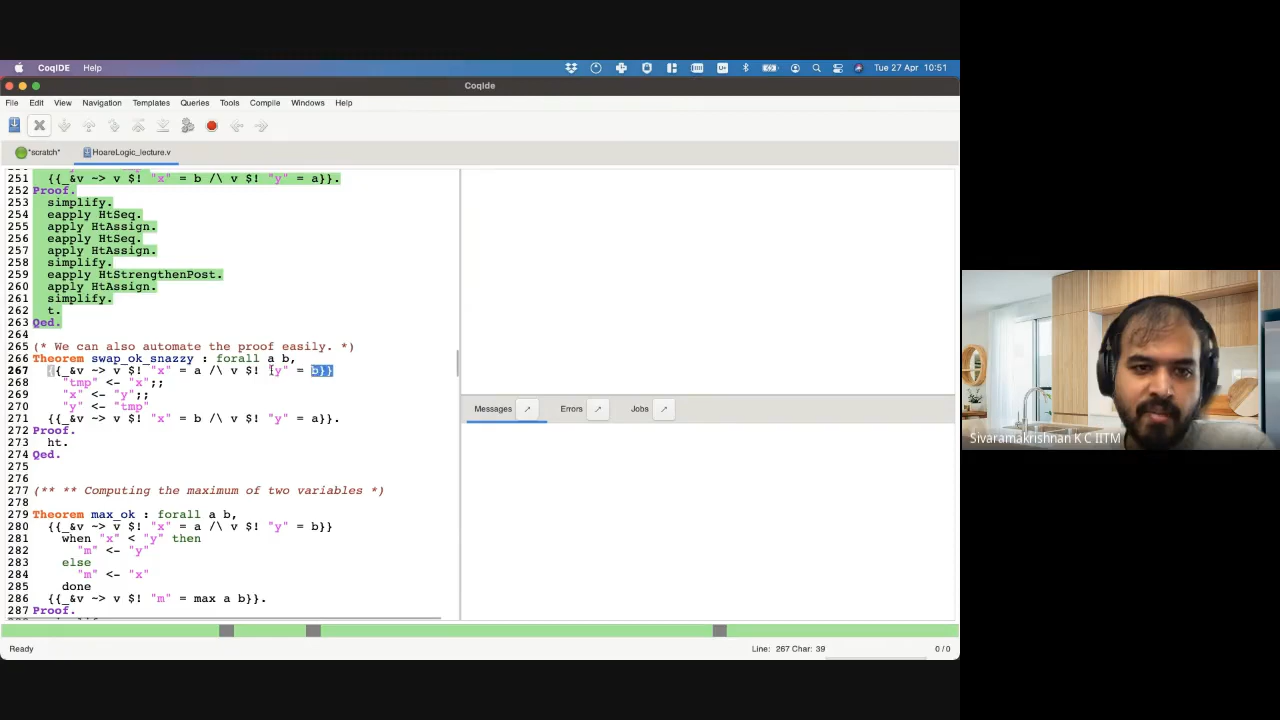 CoqIDE Help Tue 27 Apr 10:51
CoqIde
File Edit View Navigation Templates Queries Tools Compile Windows Help
*scratch* HoareLogic_lecture.v
251 {{_&v ~> v $! "x" = b /\ v $! "y" = a}}.
252 Proof.
253 simplify.
254 eapply HtSeq.
255 apply HtAssign.
256 eapply HtSeq.
257 apply HtAssign.
258 simplify.
259 eapply HtStrengthenPost.
260 apply HtAssign.
261 simplify.
262 t.
263 Qed.
264
265 (* We can also automate the proof easily. *)
266 Theorem swap_ok_snazzy : forall a b,
267 {{_&v ~> v $! "x" = a /\ v $! "y" = b}}
268 "tmp" <- "x";;
269 "x" <- "y";;
270 "y" <- "tmp"
271 {{_&v ~> v $! "x" = b /\ v $! "y" = a}}.
272 Proof.
273 ht.
274 Qed.
275
276
277 (** ** Computing the maximum of two variables *)
278
279 Theorem max_ok : forall a b,
280 {{_&v ~> v $! "x" = a /\ v $! "y" = b}}
281 when "x" < "y" then
282 "m" <- "y"
283 else
284 "m" <- "x"
285 done
286 {{_&v ~> v $! "m" = max a b}}.
287 Proof.
Messages Errors Jobs
Ready Line: 267 Char: 39 0 / 0
Sivaramakrishnan K C IITM